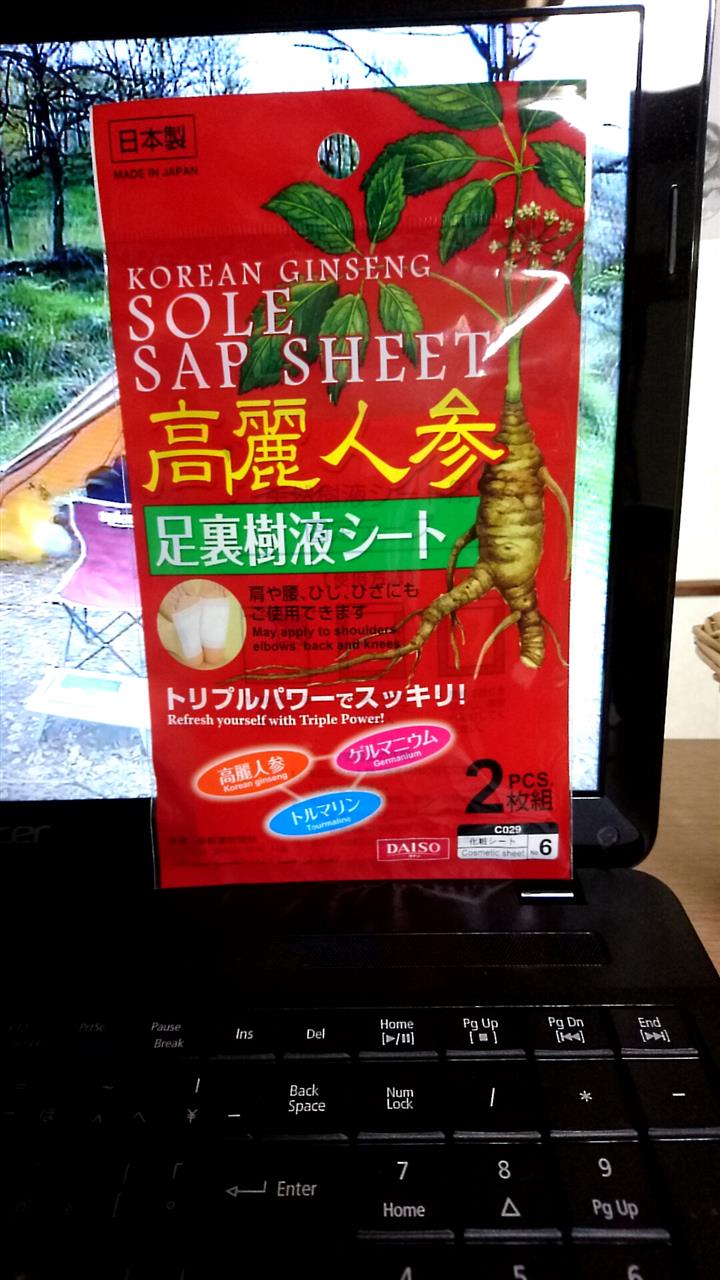 日本製
MADE IN JAPAN
KOREAN GINSENG
SOLE
SAP SHEET
高麗人参
足裏樹液シート
肩や腰、ひじ、ひざにも
ご使用できます
May apply to shoulders,
elbows, back and knees.
トリプルパワーでスッキリ!
Refresh yourself with Triple Power!
ゲルマニウム
Germanium
高麗人参
Korean ginseng
トルマリン
Tourmaline
2 PCS.
枚組
DAISO
C029
化粧シート
Cosmetic sheet
No 6
acer
PrtSc
Pause
Break
Ins
Del
Home
Pg Up
Pg Dn
End
Back
Space
Num
Lock
/
*
−
Enter
7
Home
8
9
Pg Up
4
5
6